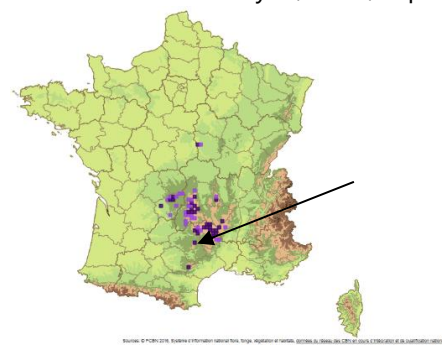 Sources: © FCBN 2016, Système d'information national flore, fonge, végétation et habitats, données du réseau des CBN en cours d'intégration et de qualification nationale